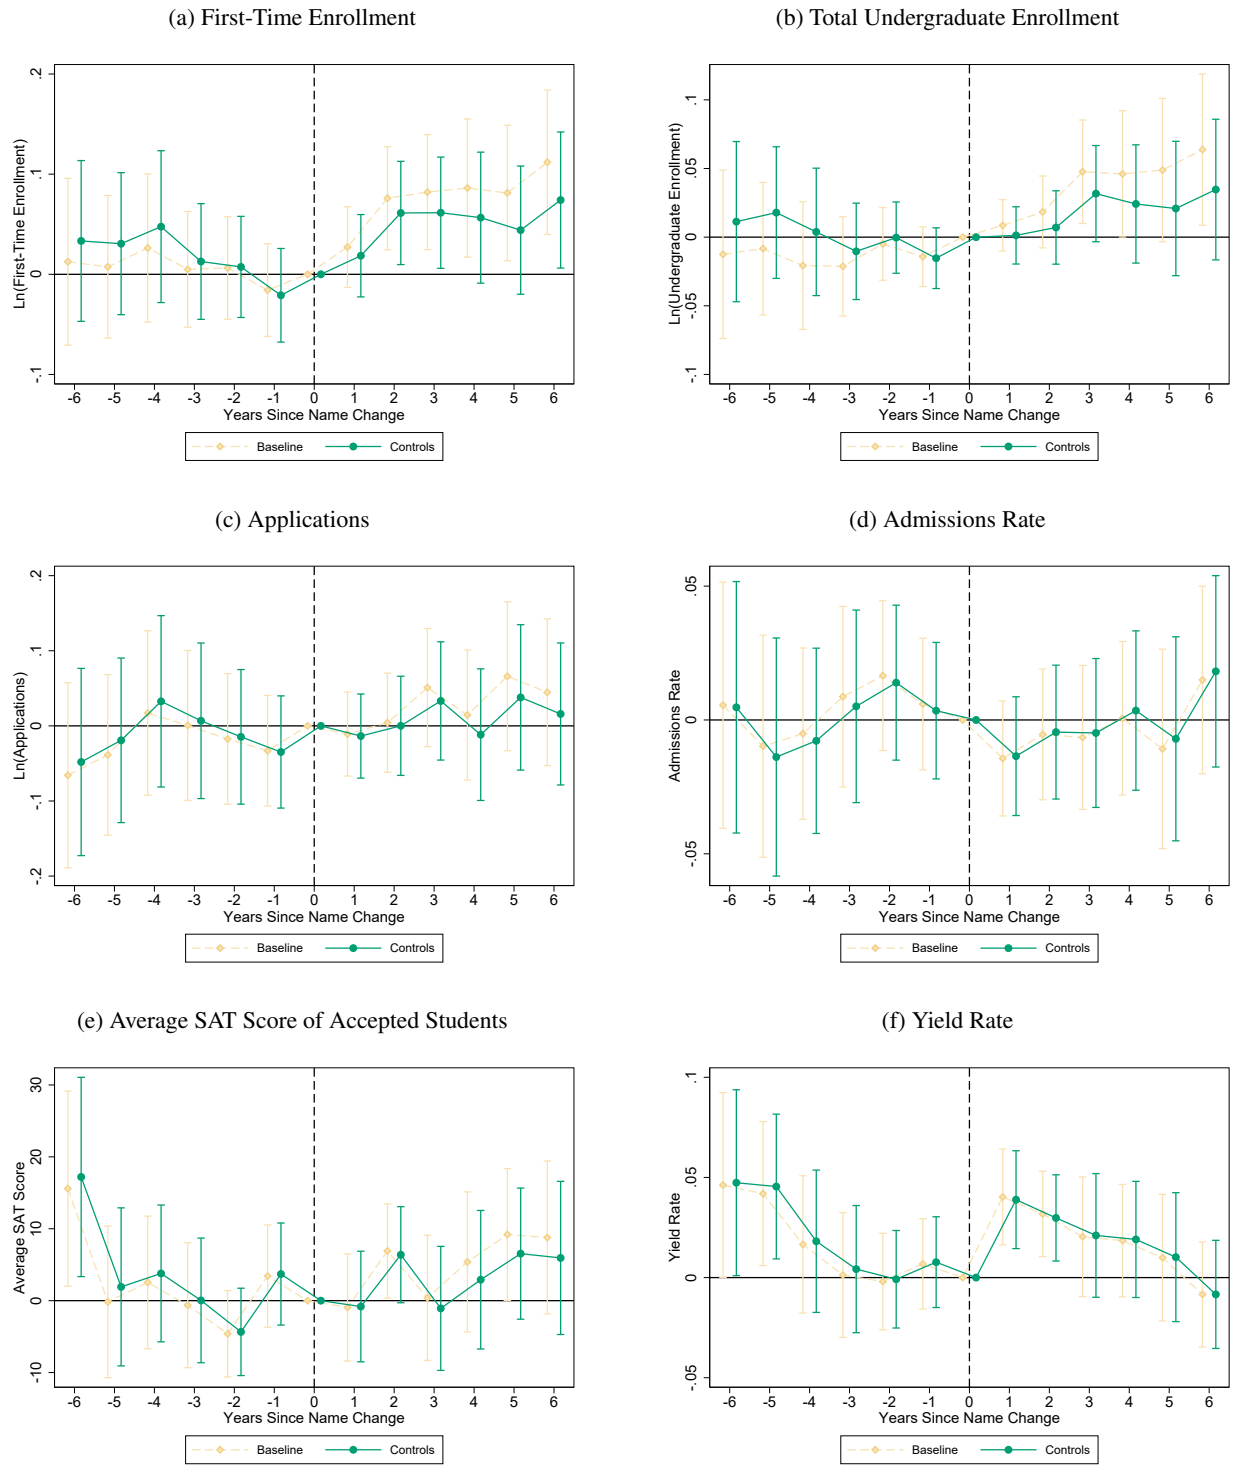 (a) First-Time Enrollment
Ln(First-Time Enrollment)
.2
.1
0
-.1
-6 -5 -4 -3 -2 -1 0 1 2 3 4 5 6
Years Since Name Change
Baseline Controls
(b) Total Undergraduate Enrollment
Ln(Undergraduate Enrollment)
.1
.05
0
-.05
-.1
-6 -5 -4 -3 -2 -1 0 1 2 3 4 5 6
Years Since Name Change
Baseline Controls
(c) Applications
Ln(Applications)
.2
.1
0
-.1
-.2
-6 -5 -4 -3 -2 -1 0 1 2 3 4 5 6
Years Since Name Change
Baseline Controls
(d) Admissions Rate
Admissions Rate
.05
0
-.05
-6 -5 -4 -3 -2 -1 0 1 2 3 4 5 6
Years Since Name Change
Baseline Controls
(e) Average SAT Score of Accepted Students
Average SAT Score
30
20
10
0
-10
-6 -5 -4 -3 -2 -1 0 1 2 3 4 5 6
Years Since Name Change
Baseline Controls
(f) Yield Rate
Yield Rate
.1
.05
0
-.05
-6 -5 -4 -3 -2 -1 0 1 2 3 4 5 6
Years Since Name Change
Baseline Controls